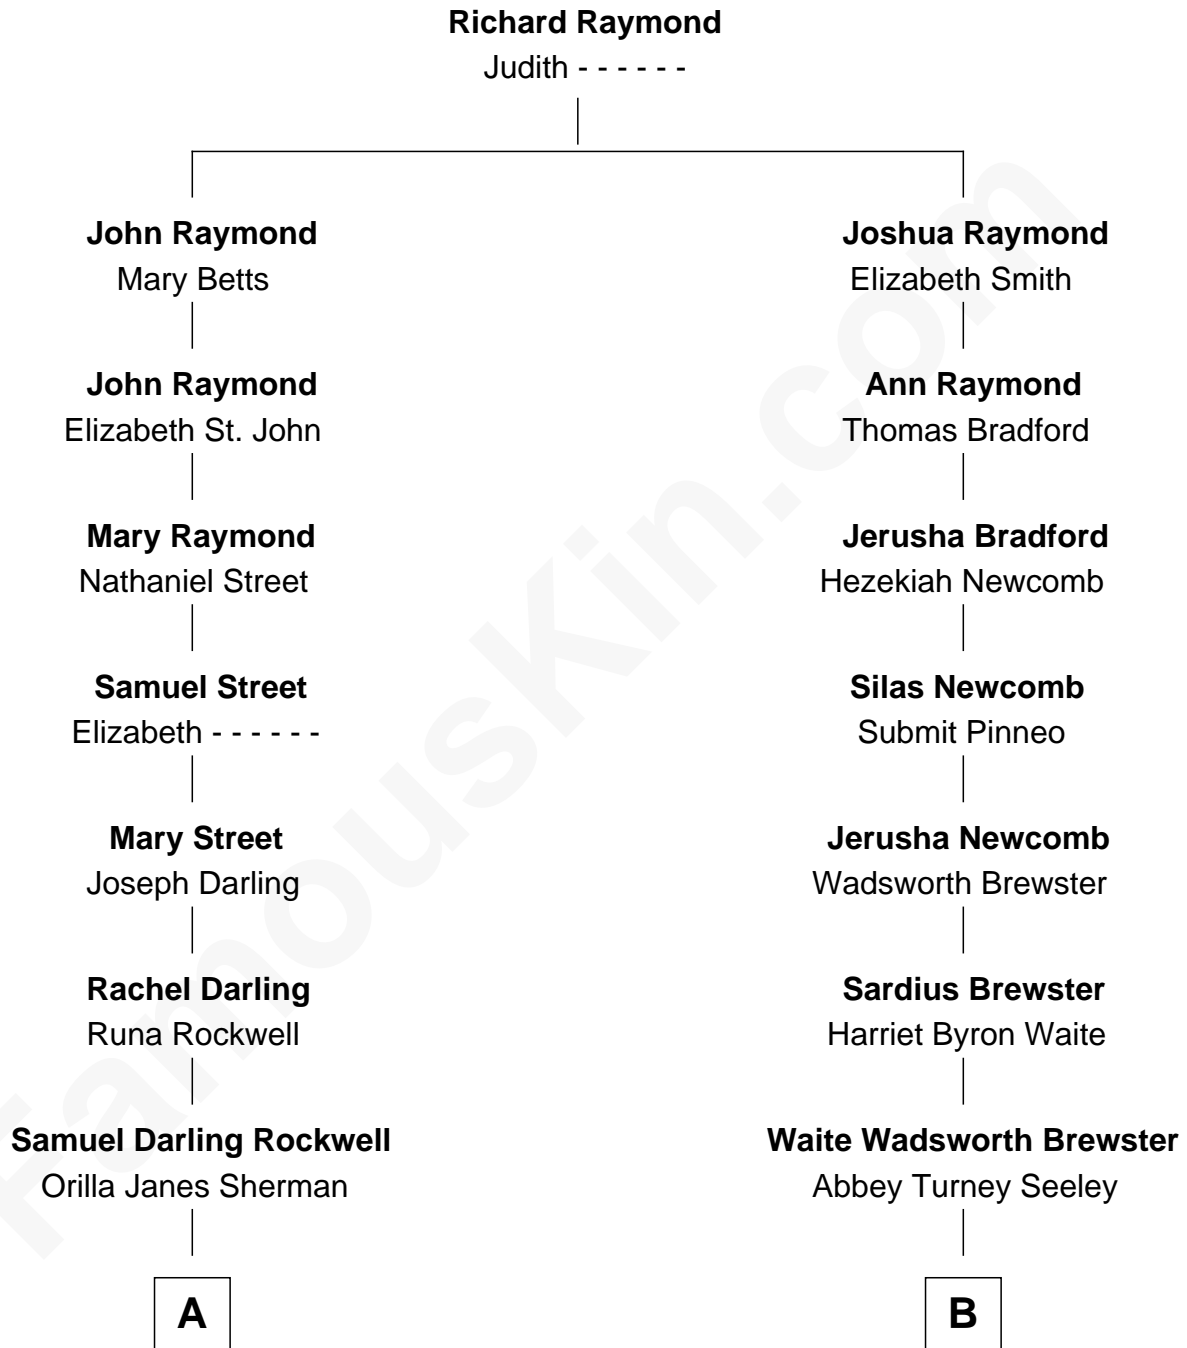 Richard Raymond
Judith - - - - - -
John Raymond
Mary Betts
Joshua Raymond
Elizabeth Smith
John Raymond
Elizabeth St. John
Ann Raymond
Thomas Bradford
Mary Raymond
Nathaniel Street
Jerusha Bradford
Hezekiah Newcomb
Samuel Street
Elizabeth - - - - - -
Silas Newcomb
Submit Pinneo
Mary Street
Joseph Darling
Jerusha Newcomb
Wadsworth Brewster
Rachel Darling
Runa Rockwell
Sardius Brewster
Harriet Byron Waite
Samuel Darling Rockwell
Orilla Janes Sherman
Waite Wadsworth Brewster
Abbey Turney Seeley
A
B
FamousKin.com